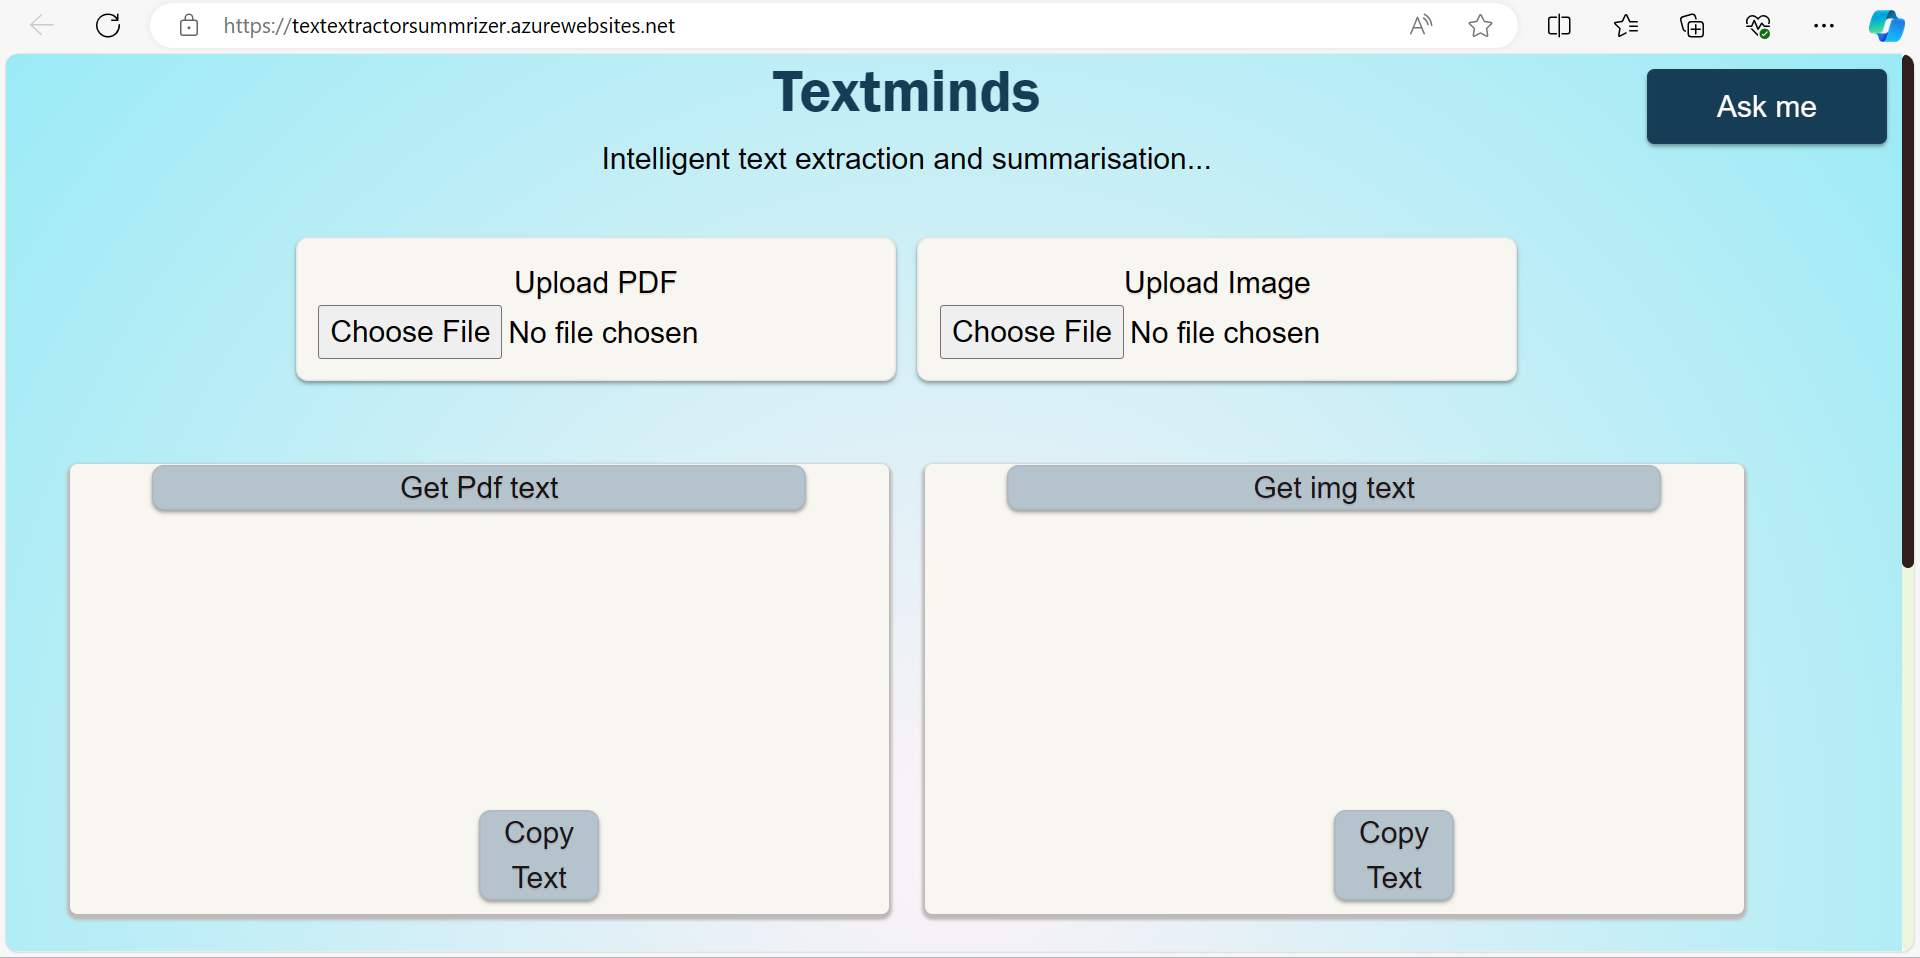 https://textextractorsummrizer.azurewebsites.net
Textminds
Ask me
Intelligent text extraction and summarisation...
Upload PDF
Choose File No file chosen
Upload Image
Choose File No file chosen
Get Pdf text
Copy
Text
Get img text
Copy
Text